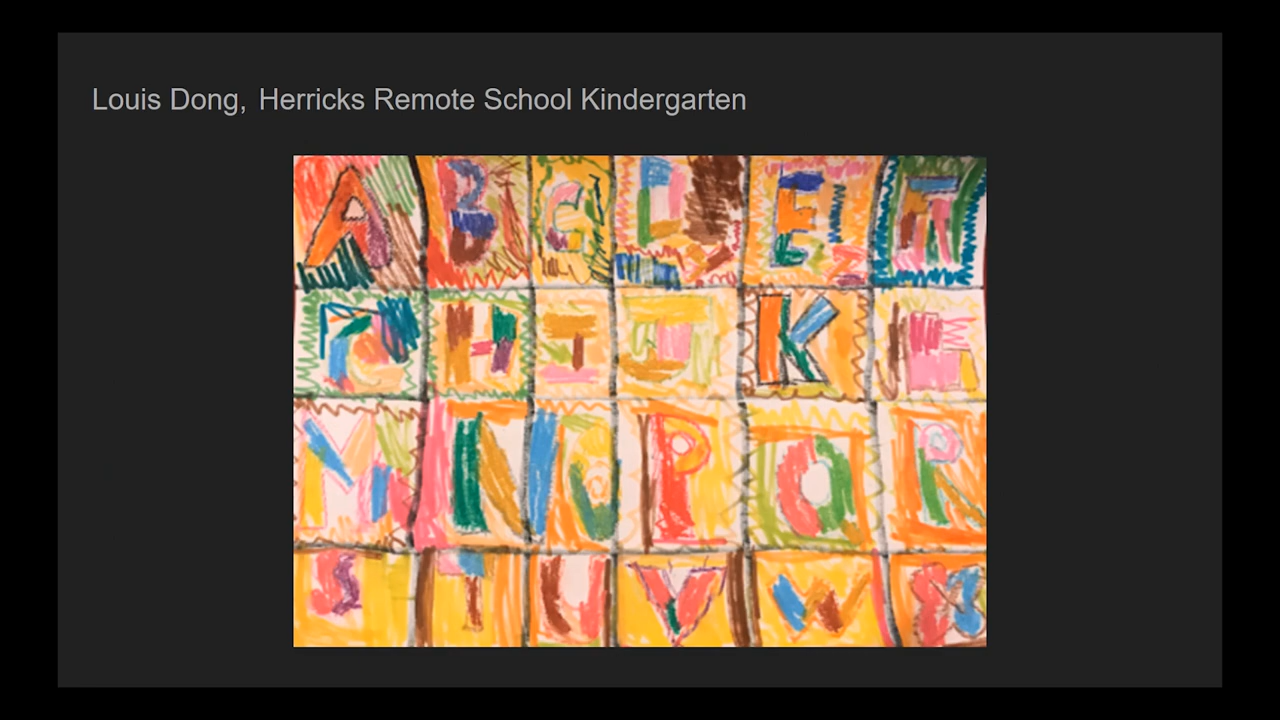 Louis Dong, Herricks Remote School Kindergarten
A B C D E F
G H I J K L
M N O P Q R
S T U V W X